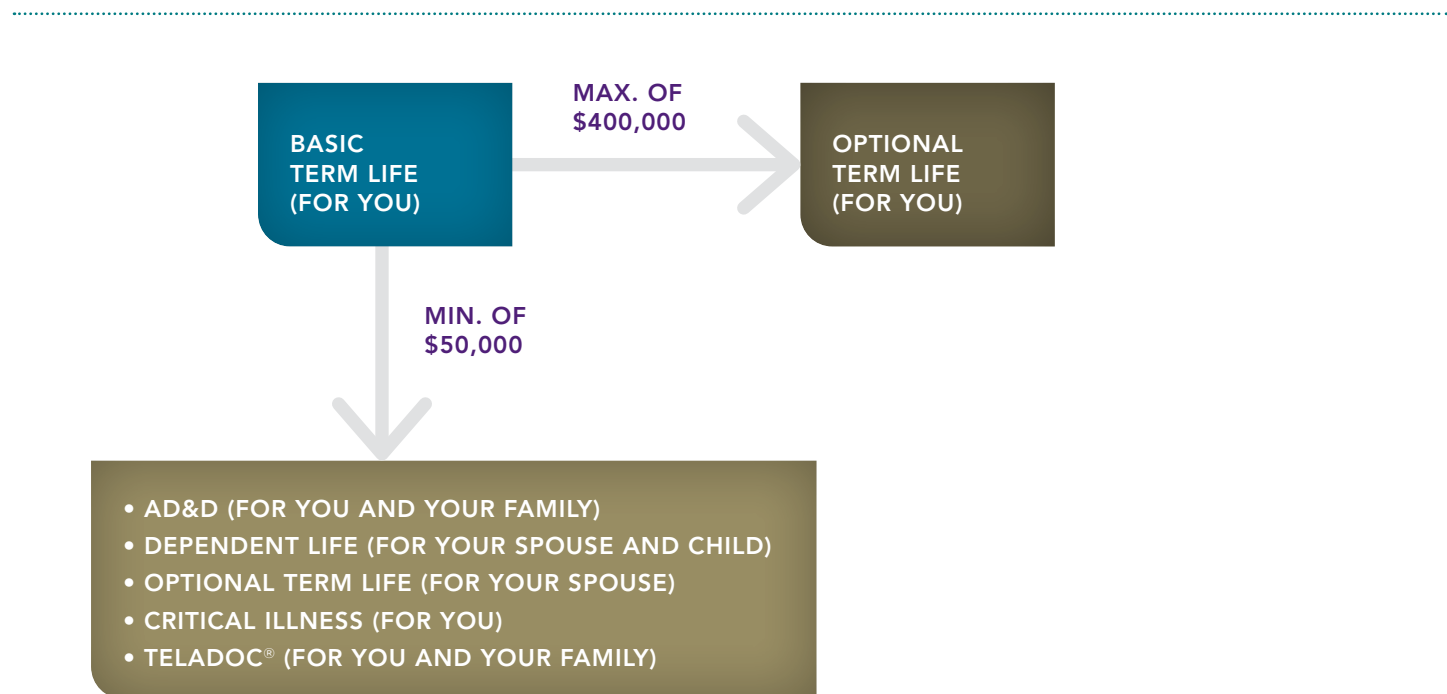 BASIC
TERM LIFE
(FOR YOU)
MAX. OF
$400,000
OPTIONAL
TERM LIFE
(FOR YOU)
MIN. OF
$50,000
• AD&D (FOR YOU AND YOUR FAMILY)
• DEPENDENT LIFE (FOR YOUR SPOUSE AND CHILD)
• OPTIONAL TERM LIFE (FOR YOUR SPOUSE)
• CRITICAL ILLNESS (FOR YOU)
• TELADOC® (FOR YOU AND YOUR FAMILY)